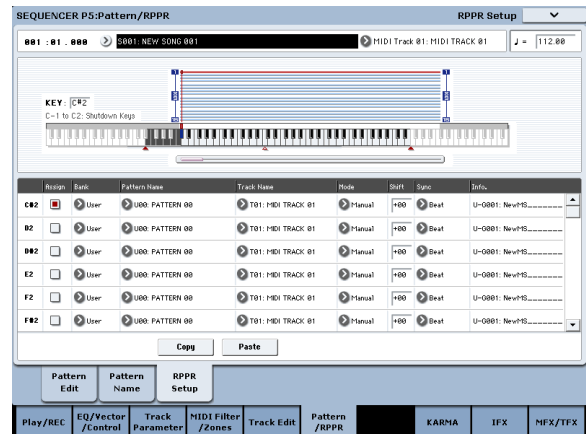 SEQUENCER P5:Pattern/RPPR RPPR Setup
001 :01 . 000 S001: NEW SONG 001 MIDI Track 01: MIDI TRACK 01 ♩ = 112.00
KEY: C#2
C-1 to C2: Shutdown Keys
Assign Bank Pattern Name Track Name Mode Shift Sync Info.
C#2 User U00: PATTERN 00 T01: MIDI TRACK 01 Manual +00 Beat U-G001: NewMS_______
D2 User U00: PATTERN 00 T01: MIDI TRACK 01 Manual +00 Beat U-G001: NewMS_______
D#2 User U00: PATTERN 00 T01: MIDI TRACK 01 Manual +00 Beat U-G001: NewMS_______
E2 User U00: PATTERN 00 T01: MIDI TRACK 01 Manual +00 Beat U-G001: NewMS_______
F2 User U00: PATTERN 00 T01: MIDI TRACK 01 Manual +00 Beat U-G001: NewMS_______
F#2 User U00: PATTERN 00 T01: MIDI TRACK 01 Manual +00 Beat U-G001: NewMS_______
Copy Paste
Pattern Edit Pattern Name RPPR Setup
Play/REC EQ/Vector /Control Track Parameter MIDI Filter /Zones Track Edit Pattern /RPPR KARMA IFX MFX/TFX